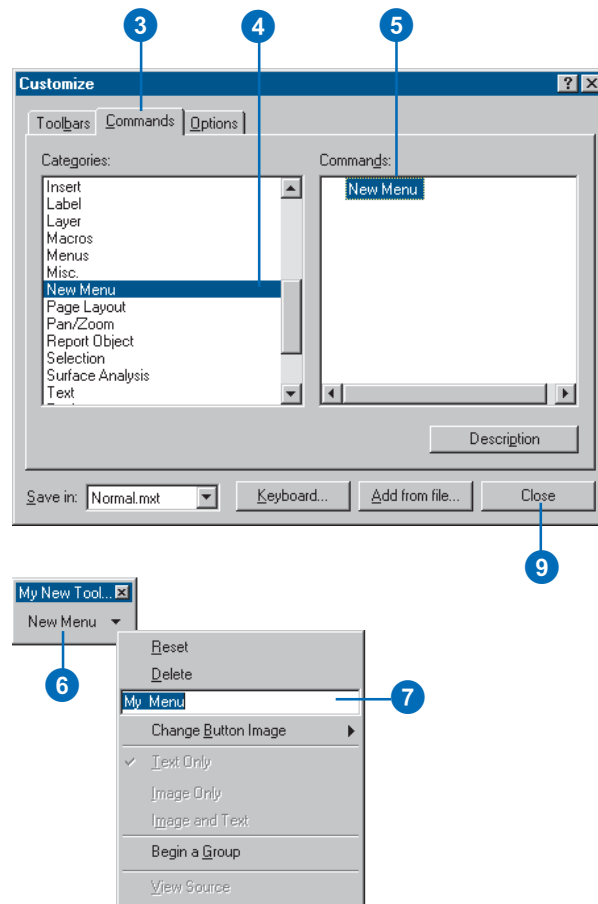 3 4 5
Customize
Toolbars Commands Options
Categories: Commands:
Insert
Label
Layer
Macros
Menus
Misc.
New Menu
Page Layout
Pan/Zoom
Report Object
Selection
Surface Analysis
Text
New Menu
Description
Save in: Normal.mxt Keyboard... Add from file... Close
9
My New Tool...
New Menu
6
Reset
Delete
My Menu
7
Change Button Image
Text Only
Image Only
Image and Text
Begin a Group
View Source